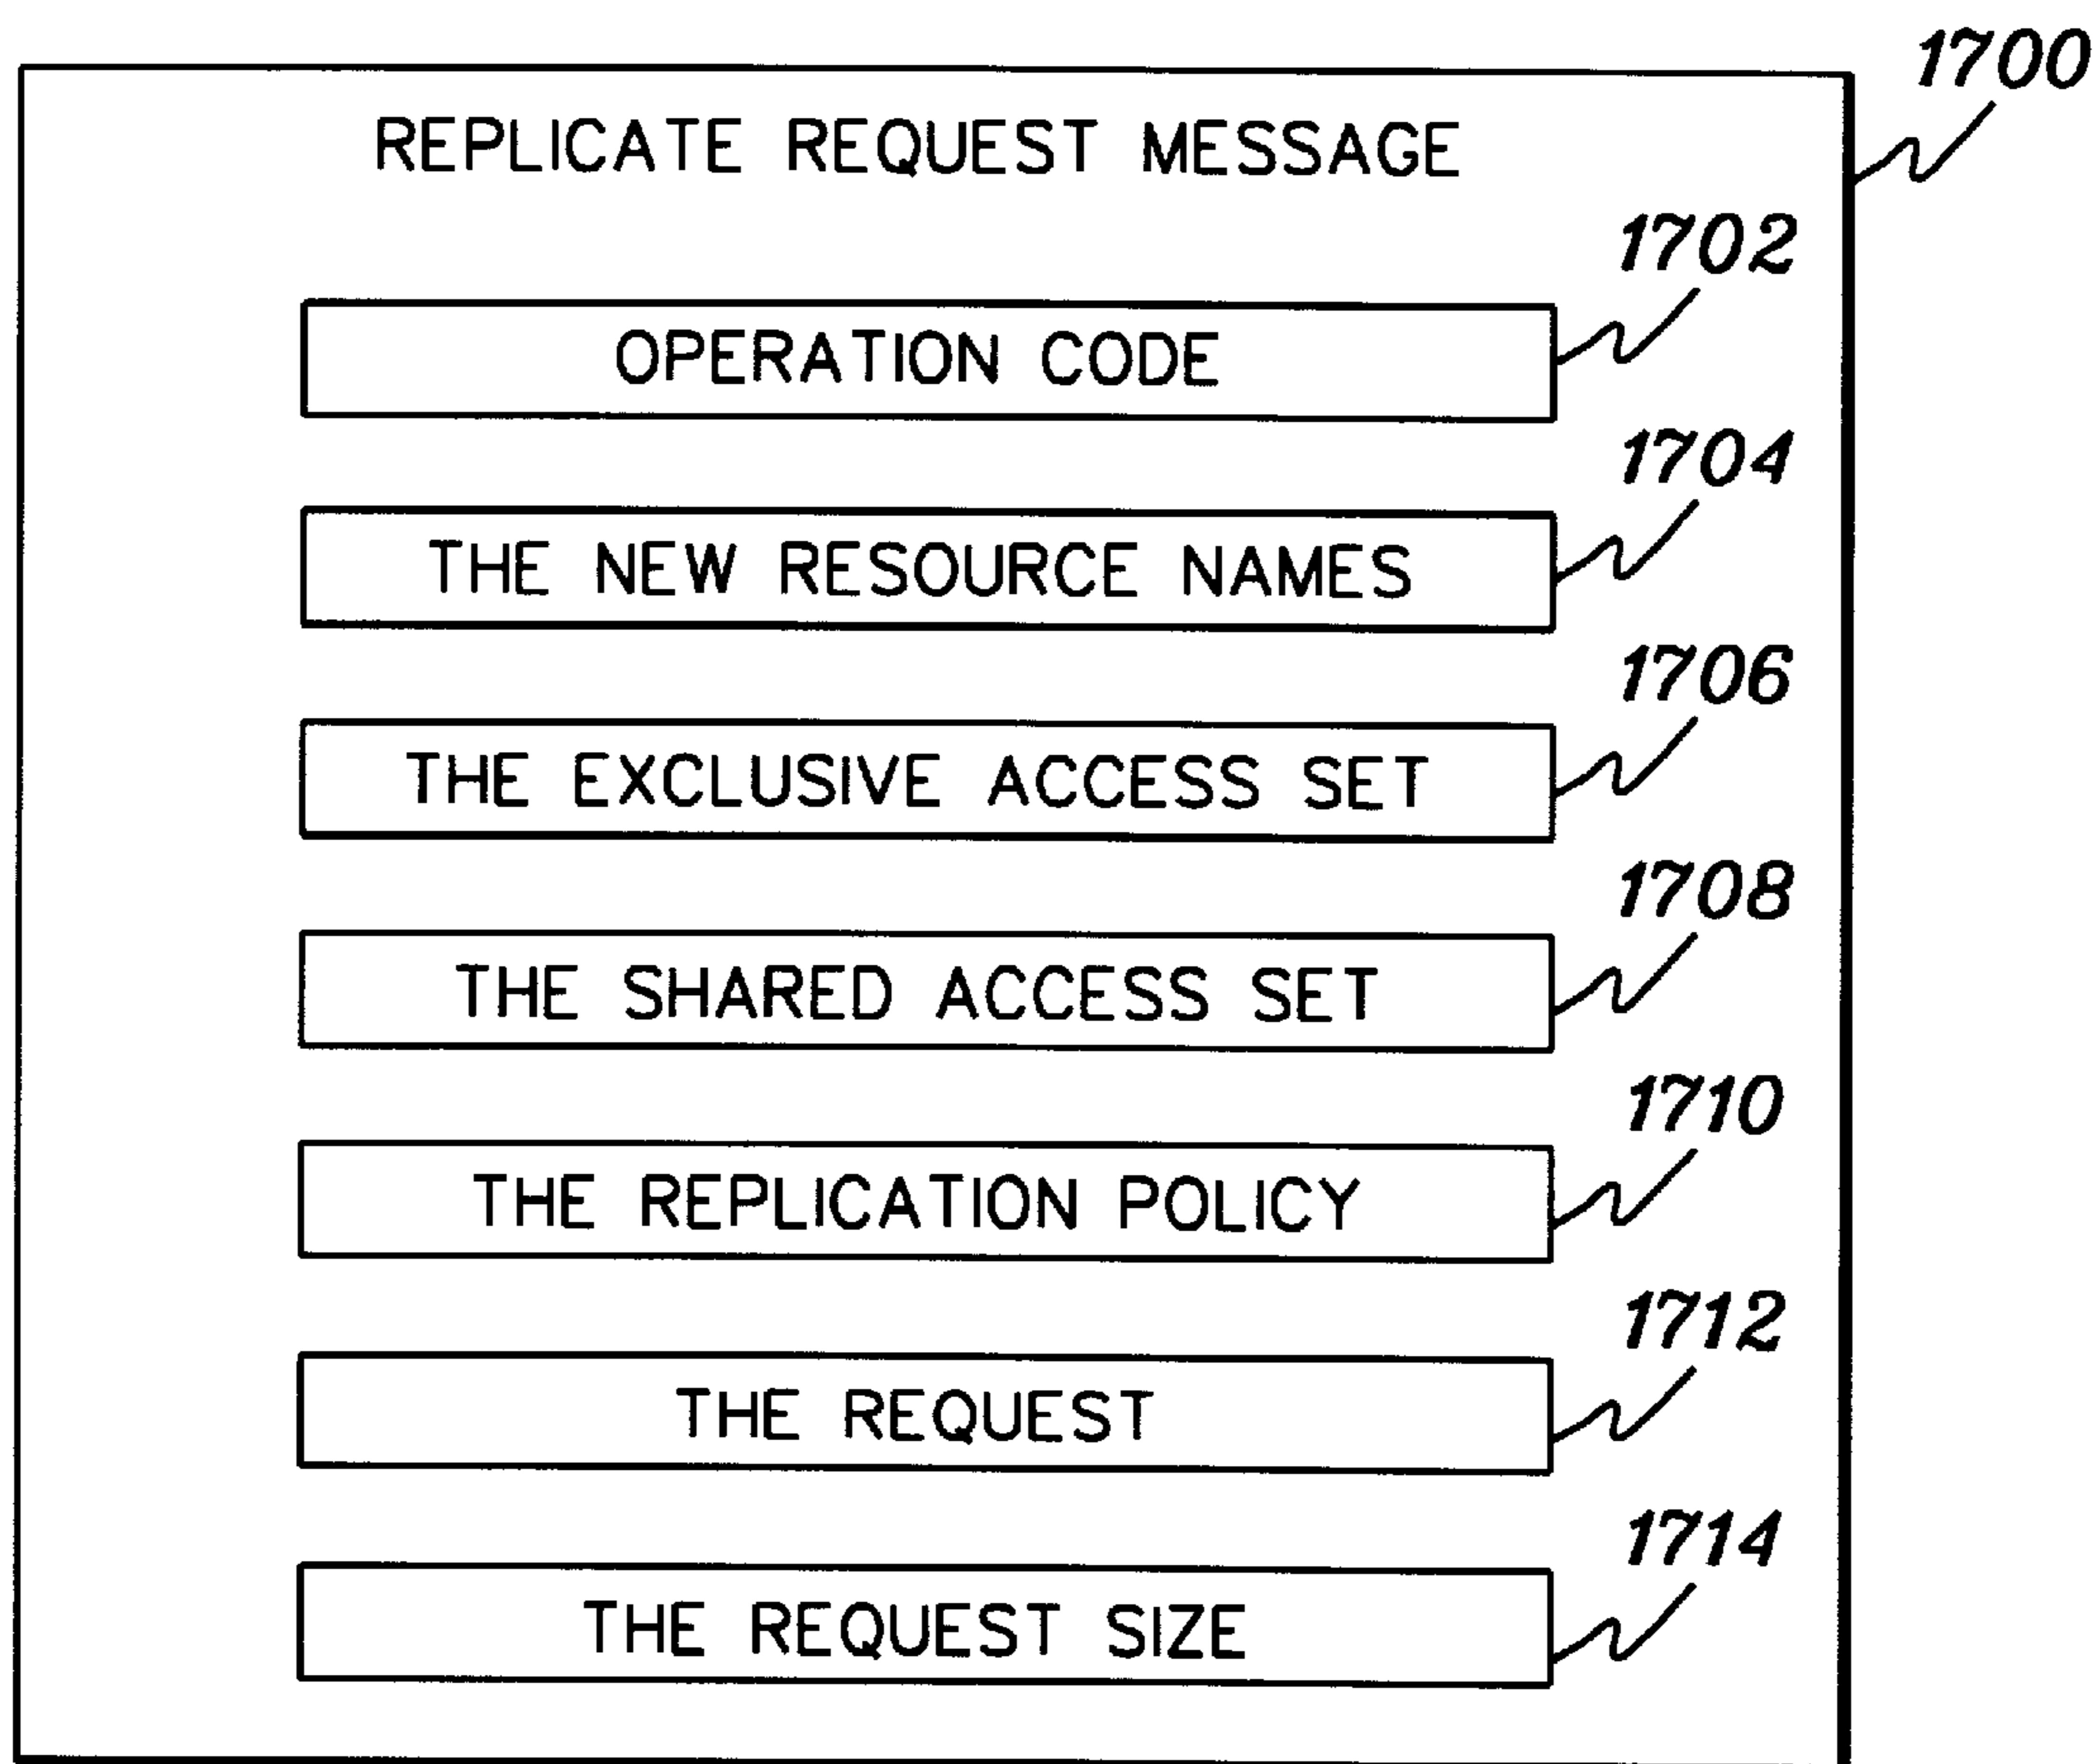 1700
REPLICATE REQUEST MESSAGE
1702
OPERATION CODE
1704
THE NEW RESOURCE NAMES
1706
THE EXCLUSIVE ACCESS SET
1708
THE SHARED ACCESS SET
1710
THE REPLICATION POLICY
1712
THE REQUEST
1714
THE REQUEST SIZE